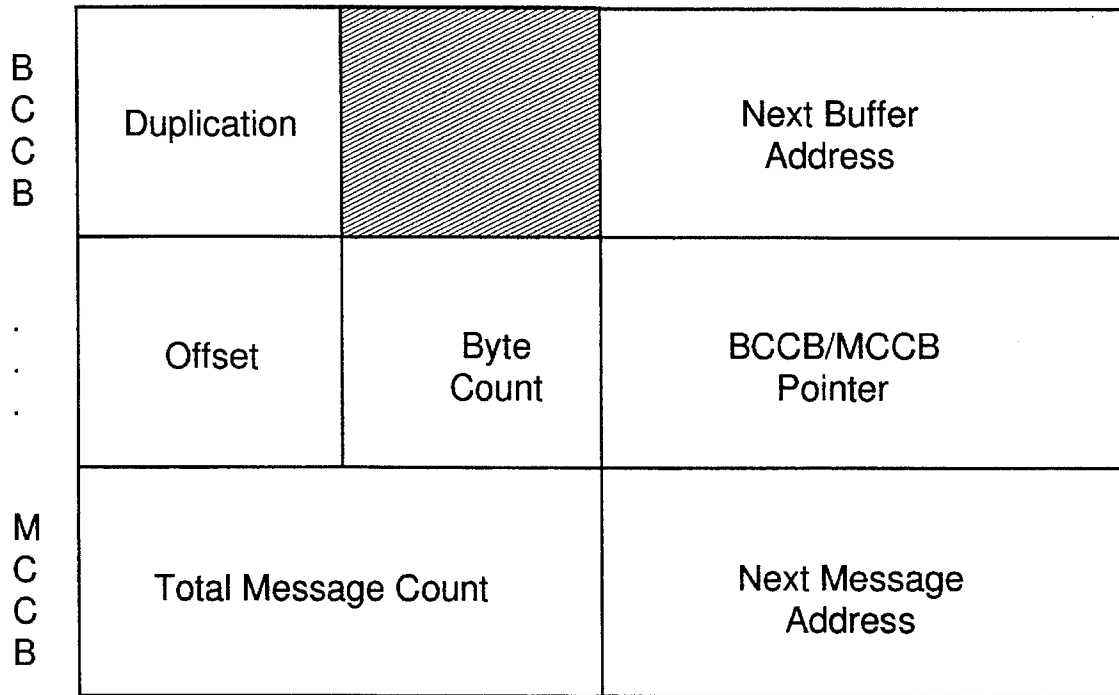 B
C
C
B
Duplication
Next Buffer
Address
.
.
.
Offset
Byte
Count
BCCB/MCCB
Pointer
M
C
C
B
Total Message Count
Next Message
Address